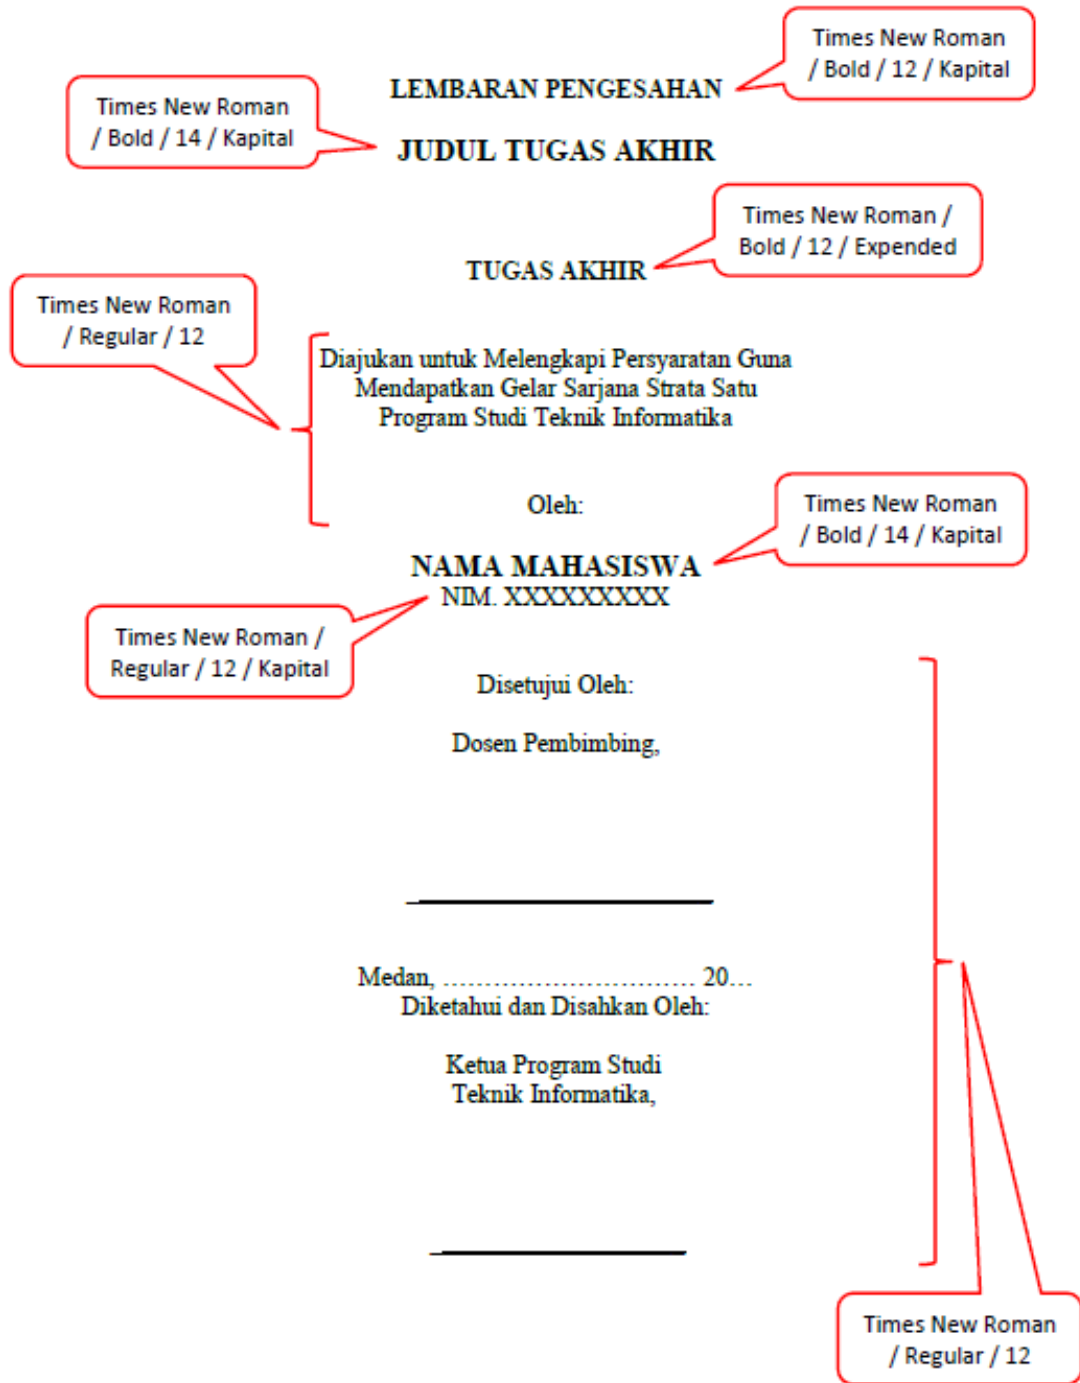 Times New Roman
/ Bold / 12 / Kapital
LEMBARAN PENGESAHAN
Times New Roman
/ Bold / 14 / Kapital
JUDUL TUGAS AKHIR
Times New Roman /
Bold / 12 / Expended
TUGAS AKHIR
Times New Roman
/ Regular / 12
Diajukan untuk Melengkapi Persyaratan Guna
Mendapatkan Gelar Sarjana Strata Satu
Program Studi Teknik Informatika
Oleh:
Times New Roman
/ Bold / 14 / Kapital
NAMA MAHASISWA
NIM. XXXXXXXXX
Times New Roman /
Regular / 12 / Kapital
Disetujui Oleh:
Dosen Pembimbing,
Medan, ................................ 20...
Diketahui dan Disahkan Oleh:
Ketua Program Studi
Teknik Informatika,
Times New Roman
/ Regular / 12